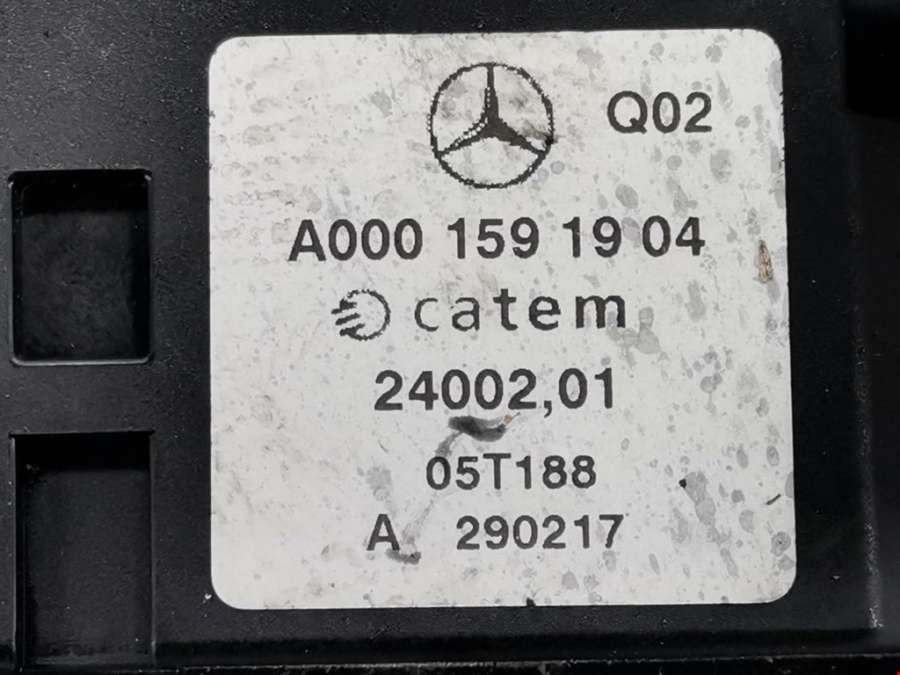 Q02
A000 159 19 04
catem
24002,01
05T188
A 290217